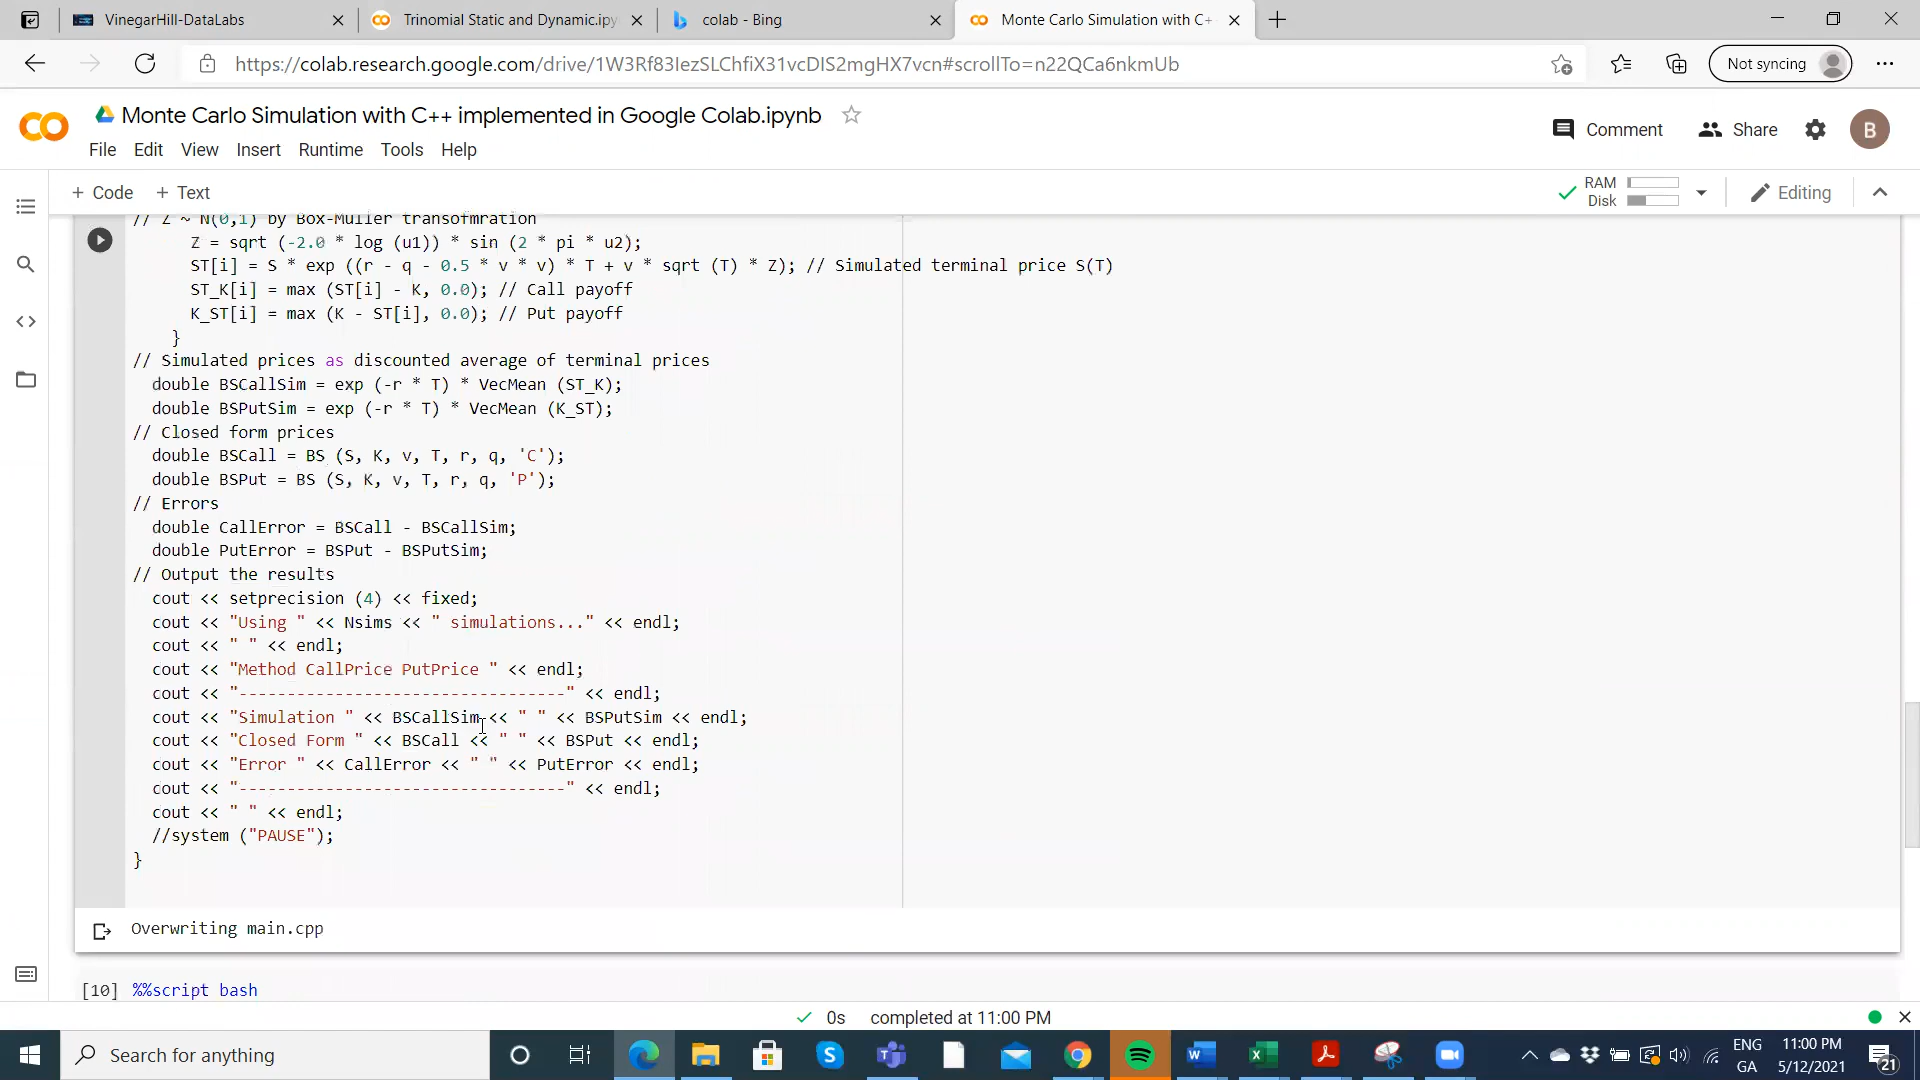 VinegarHill-DataLabs
Trinomial Static and Dynamic.ipy
colab - Bing
Monte Carlo Simulation with C++
https://colab.research.google.com/drive/1W3Rf83IezSLChfiX31vcDIS2mgHX7vcn#scrollTo=n22QCa6nkmUb
Not syncing
Monte Carlo Simulation with C++ implemented in Google Colab.ipynb
Comment
Share
B
File Edit View Insert Runtime Tools Help
+ Code + Text
RAM
Disk
Editing
// Z ~ N(0,1) by Box-Muller transofmration
Z = sqrt (-2.0 * log (u1)) * sin (2 * pi * u2);
ST[i] = S * exp ((r - q - 0.5 * v * v) * T + v * sqrt (T) * Z); // Simulated terminal price S(T)
ST_K[i] = max (ST[i] - K, 0.0); // Call payoff
K_ST[i] = max (K - ST[i], 0.0); // Put payoff
}
// Simulated prices as discounted average of terminal prices
double BSCallSim = exp (-r * T) * VecMean (ST_K);
double BSPutSim = exp (-r * T) * VecMean (K_ST);
// Closed form prices
double BSCall = BS (S, K, v, T, r, q, 'C');
double BSPut = BS (S, K, v, T, r, q, 'P');
// Errors
double CallError = BSCall - BSCallSim;
double PutError = BSPut - BSPutSim;
// Output the results
cout << setprecision (4) << fixed;
cout << "Using " << Nsims << " simulations..." << endl;
cout << " " << endl;
cout << "Method CallPrice PutPrice " << endl;
cout << "----------------------------------" << endl;
cout << "Simulation " << BSCallSim << " " << BSPutSim << endl;
cout << "Closed Form " << BSCall << " " << BSPut << endl;
cout << "Error " << CallError << " " << PutError << endl;
cout << "----------------------------------" << endl;
cout << " " << endl;
//system ("PAUSE");
}
Overwriting main.cpp
[10] %%script bash
0s completed at 11:00 PM
Search for anything
ENG
GA
11:00 PM
5/12/2021
21